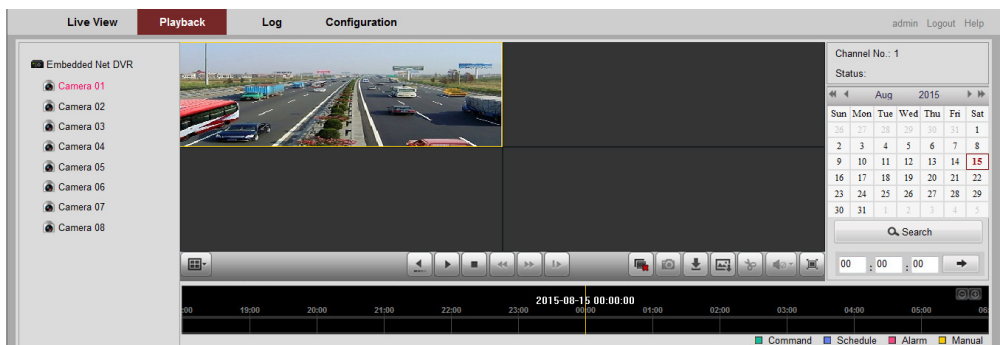 Live View Playback Log Configuration admin Logout Help
Embedded Net DVR
Camera 01
Camera 02
Camera 03
Camera 04
Camera 05
Camera 06
Camera 07
Camera 08
Channel No.: 1
Status:
Aug 2015
Sun Mon Tue Wed Thu Fri Sat
26 27 28 29 30 31 1
2 3 4 5 6 7 8
9 10 11 12 13 14 15
16 17 18 19 20 21 22
23 24 25 26 27 28 29
30 31 1 2 3 4 5
Search
00 : 00 : 00
2015-08-15 00:00:00
:00 19:00 20:00 21:00 22:00 23:00 00:00 01:00 02:00 03:00 04:00 05:00 06:
Command Schedule Alarm Manual